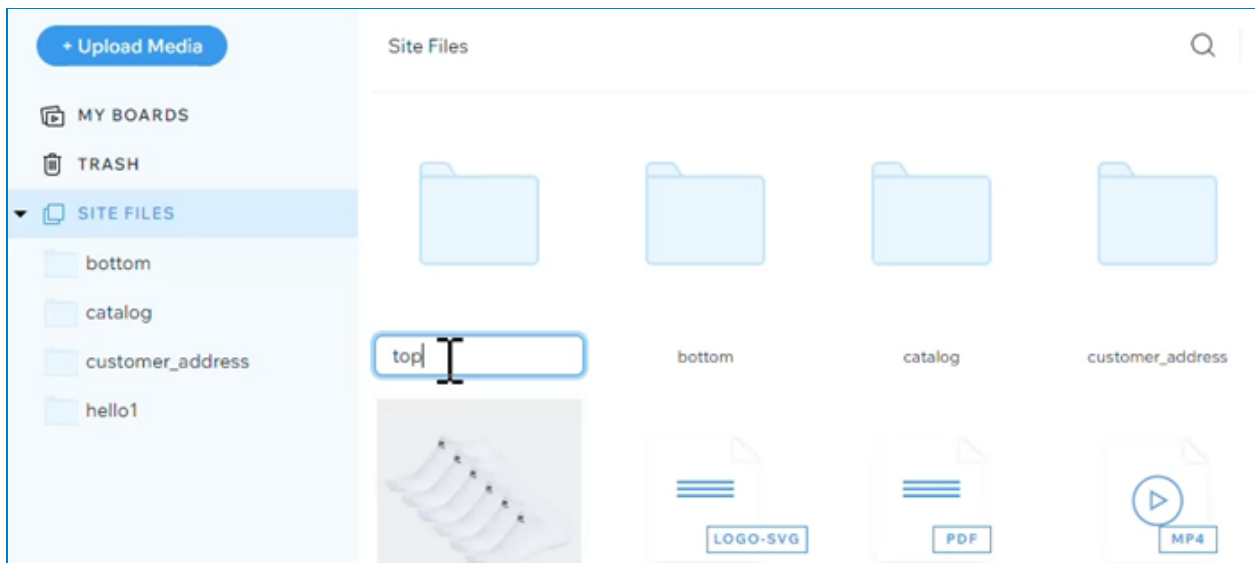 + Upload Media
Site Files
MY BOARDS
TRASH
SITE FILES
bottom
catalog
customer_address
hello1
top
bottom
catalog
customer_address
LOGO-SVG
PDF
MP4